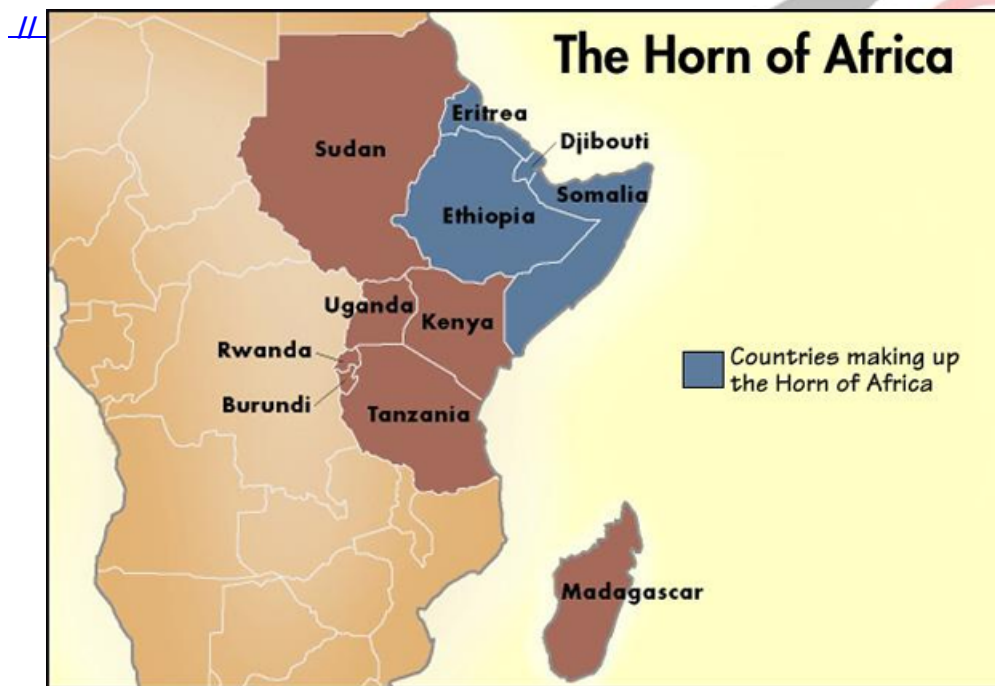 //
The Horn of Africa
Eritrea
Djibouti
Sudan
Somalia
Ethiopia
Uganda
Kenya
Rwanda
Burundi
Tanzania
Countries making up
the Horn of Africa
Madagascar